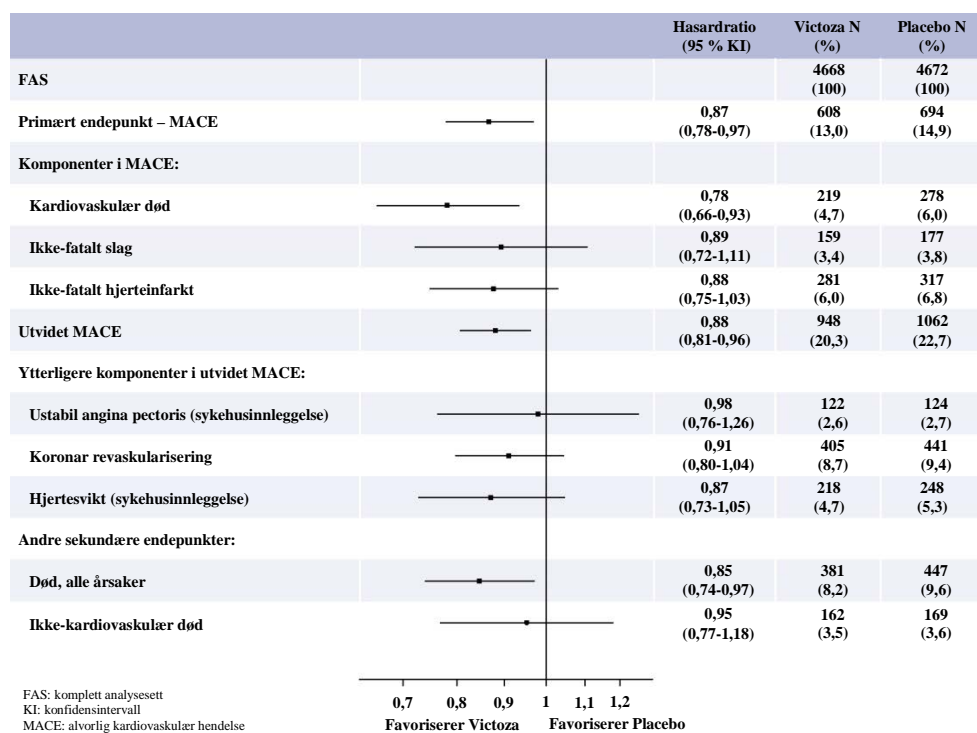 Hasardratio
(95 % KI)
Victoza N
(%)
Placebo N
(%)
FAS
4668
(100)
4672
(100)
Primært endepunkt – MACE
0,87
(0,78-0,97)
608
(13,0)
694
(14,9)
Komponenter i MACE:
Kardiovaskulær død
0,78
(0,66-0,93)
219
(4,7)
278
(6,0)
Ikke-fatalt slag
0,89
(0,72-1,11)
159
(3,4)
177
(3,8)
Ikke-fatalt hjerteinfarkt
0,88
(0,75-1,03)
281
(6,0)
317
(6,8)
Utvidet MACE
0,88
(0,81-0,96)
948
(20,3)
1062
(22,7)
Ytterligere komponenter i utvidet MACE:
Ustabil angina pectoris (sykehusinnleggelse)
0,98
(0,76-1,26)
122
(2,6)
124
(2,7)
Koronar revaskularisering
0,91
(0,80-1,04)
405
(8,7)
441
(9,4)
Hjertesvikt (sykehusinnleggelse)
0,87
(0,73-1,05)
218
(4,7)
248
(5,3)
Andre sekundære endepunkter:
Død, alle årsaker
0,85
(0,74-0,97)
381
(8,2)
447
(9,6)
Ikke-kardiovaskulær død
0,95
(0,77-1,18)
162
(3,5)
169
(3,6)
FAS: komplett analysesett
KI: konfidensintervall
MACE: alvorlig kardiovaskulær hendelse
0,7 0,8 0,9 1 1,1 1,2
Favoriserer Victoza Favoriserer Placebo